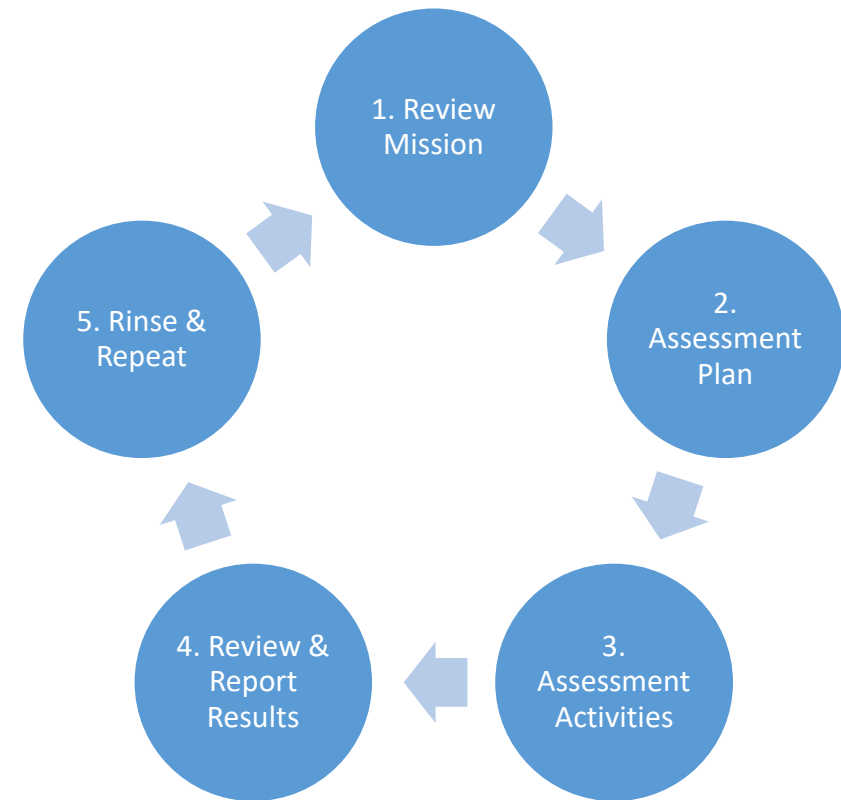 1. Review
Mission
2.
Assessment
Plan
3.
Assessment
Activities
4. Review &
Report
Results
5. Rinse &
Repeat